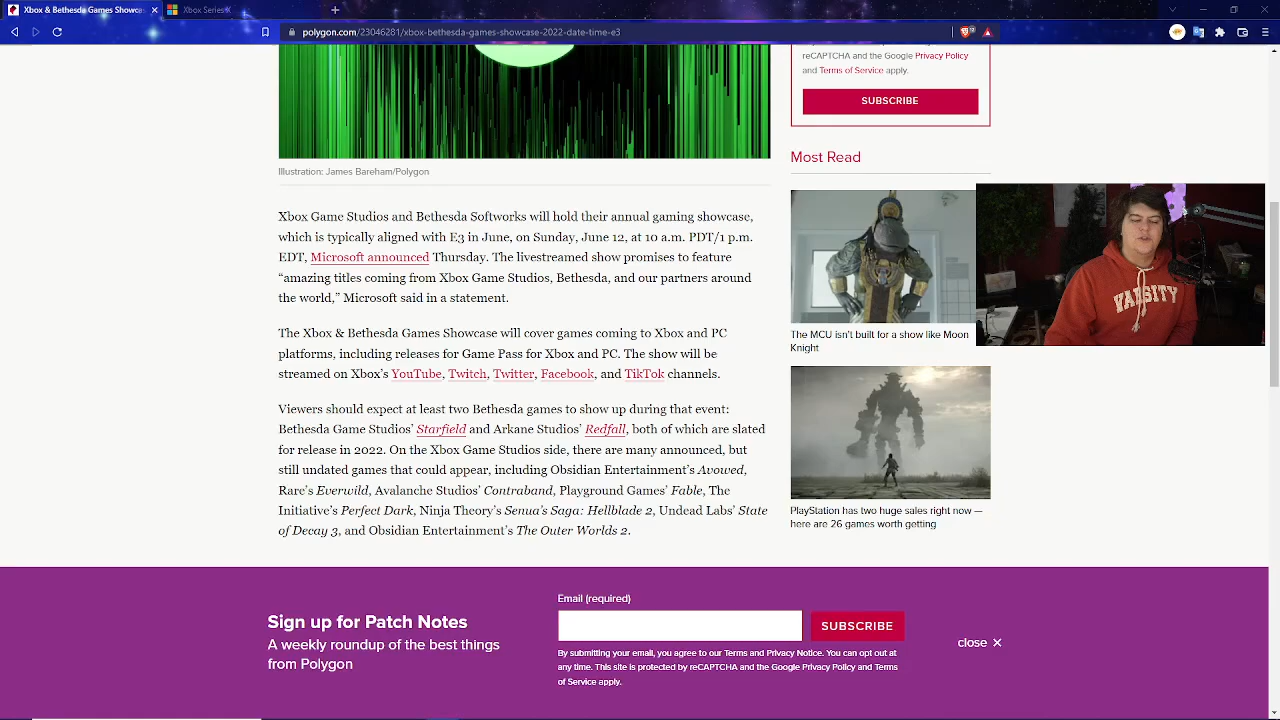 Xbox & Bethesda Games Showcas
Xbox Series
polygon.com/23046281/xbox-bethesda-games-showcase-2022-date-time-e3
Illustration: James Bareham/Polygon
Xbox Game Studios and Bethesda Softworks will hold their annual gaming showcase,
which is typically aligned with E3 in June, on Sunday, June 12, at 10 a.m. PDT/1 p.m.
EDT, Microsoft announced Thursday. The livestreamed show promises to feature
“amazing titles coming from Xbox Game Studios, Bethesda, and our partners around
the world,” Microsoft said in a statement.
The Xbox & Bethesda Games Showcase will cover games coming to Xbox and PC
platforms, including releases for Game Pass for Xbox and PC. The show will be
streamed on Xbox’s YouTube, Twitch, Twitter, Facebook, and TikTok channels.
Viewers should expect at least two Bethesda games to show up during that event:
Bethesda Game Studios’ Starfield and Arkane Studios’ Redfall, both of which are slated
for release in 2022. On the Xbox Game Studios side, there are many announced, but
still undated games that could appear, including Obsidian Entertainment’s Avowed,
Rare’s Everwild, Avalanche Studios’ Contraband, Playground Games’ Fable, The
Initiative’s Perfect Dark, Ninja Theory’s Senua’s Saga: Hellblade 2, Undead Labs’ State
of Decay 3, and Obsidian Entertainment’s The Outer Worlds 2.
reCAPTCHA and the Google Privacy Policy
and Terms of Service apply.
SUBSCRIBE
Most Read
The MCU isn’t built for a show like Moon
Knight
PlayStation has two huge sales right now —
here are 26 games worth getting
VARSITY
Sign up for Patch Notes
A weekly roundup of the best things
from Polygon
Email (required)
SUBSCRIBE
By submitting your email, you agree to our Terms and Privacy Notice. You can opt out at
any time. This site is protected by reCAPTCHA and the Google Privacy Policy and Terms
of Service apply.
close ×